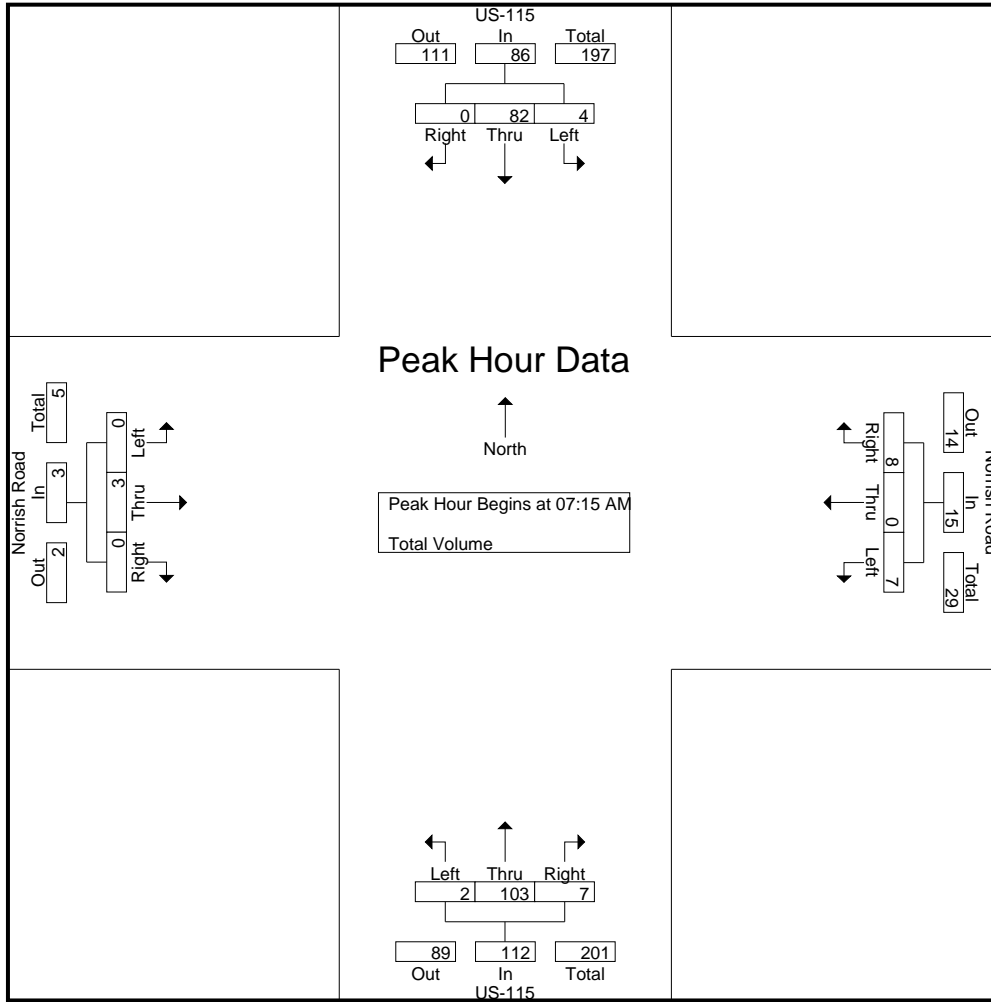 US-115
Out In Total
111 86 197
0 82 4
Right Thru Left
Peak Hour Data
North
Peak Hour Begins at 07:15 AM
Total Volume
Norrish Road
Out In Total
2 3 5
Left Thru Right
0 3 0
Norrish Road
Out In Total
14 15 29
Right Thru Left
8 0 7
Left Thru Right
2 103 7
89 112 201
Out In Total
US-115